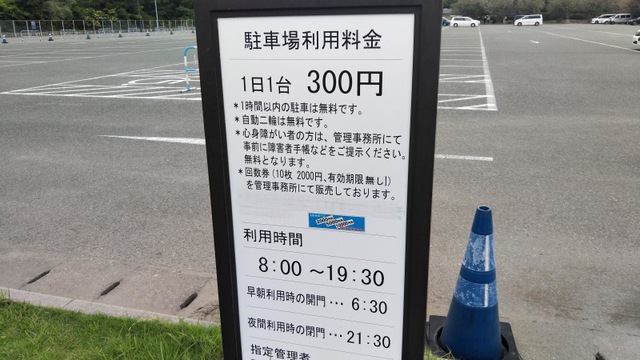 駐車場利用料金
1日1台 300円
*1時間以内の駐車は無料です。
*自動二輪は無料です。
*心身障がい者の方は、管理事務所にて
事前に障害者手帳などをご提示ください。
無料となります。
*回数券(10枚 2000円、有効期限無し)
を管理事務所にて販売しております。
利用時間
8:00 ~19:30
早朝利用時の開門… 6:30
夜間利用時の閉門…21:30
指定管理者